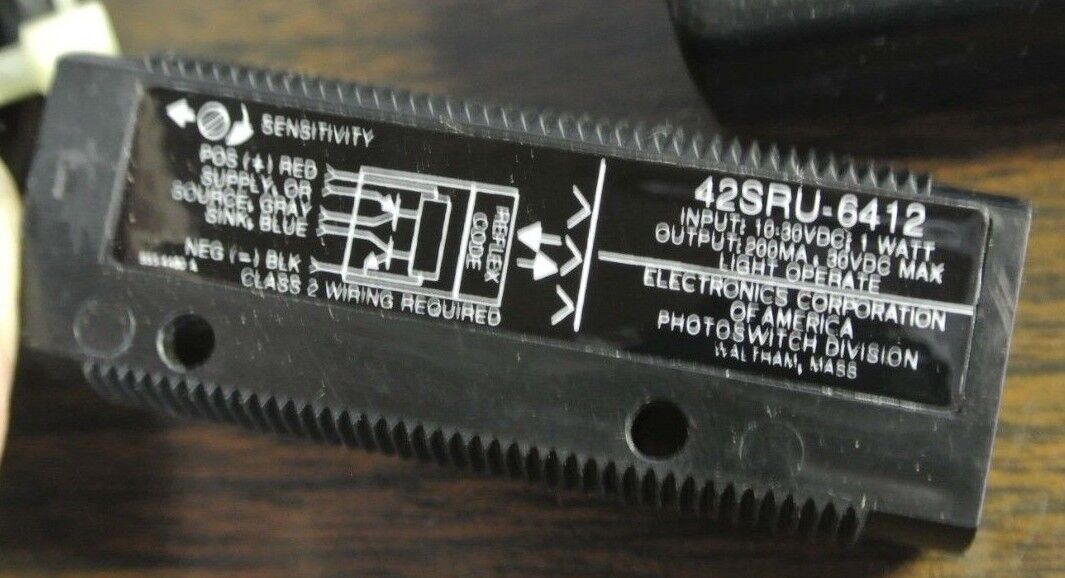 SENSITIVITY
POS (+) RED
SUPPLY, OR
SOURCE, GRAY
SINK, BLUE
NEG (-) BLK
CLASS 2 WIRING REQUIRED
REFLEX
CODE
42SRU-6412
INPUT: 10-30VDC; 1 WATT
OUTPUT: 200MA, 30VDC MAX
LIGHT OPERATE
ELECTRONICS CORPORATION
OF AMERICA
PHOTOSWITCH DIVISION
WALTHAM, MASS